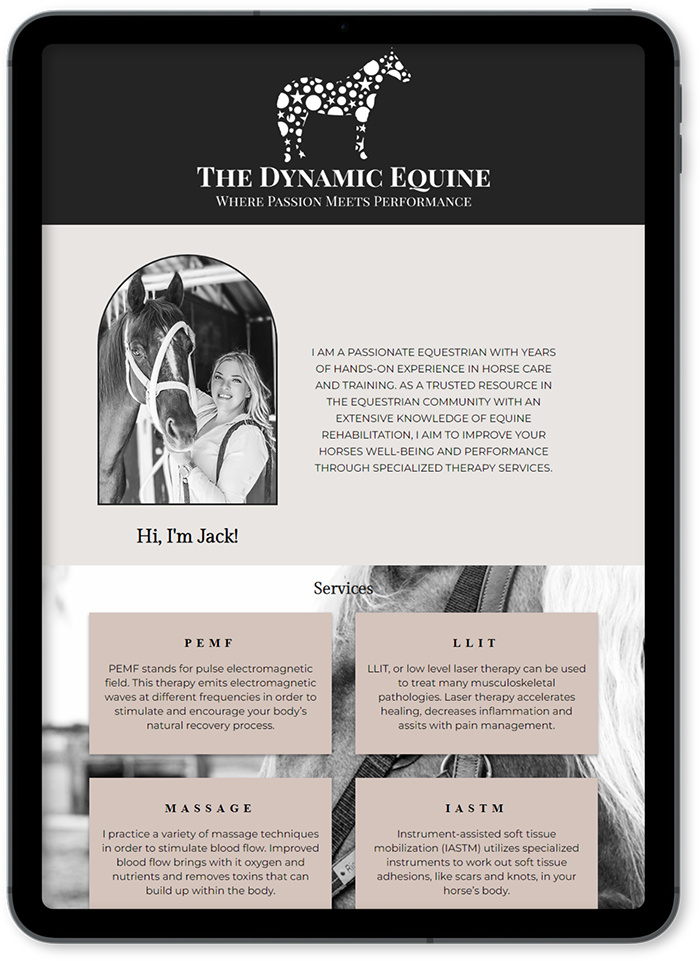 The Dynamic Equine
Where Passion Meets Performance
I AM A PASSIONATE EQUESTRIAN WITH YEARS
OF HANDS-ON EXPERIENCE IN HORSE CARE
AND TRAINING. AS A TRUSTED RESOURCE IN
THE EQUESTRIAN COMMUNITY WITH AN
EXTENSIVE KNOWLEDGE OF EQUINE
REHABILITATION, I AIM TO IMPROVE YOUR
HORSES WELL-BEING AND PERFORMANCE
THROUGH SPECIALIZED THERAPY SERVICES.
Hi, I'm Jack!
Services
PEMF
PEMF stands for pulse electromagnetic
field. This therapy emits electromagnetic
waves at different frequencies in order to
stimulate and encourage your body's
natural recovery process.
LLIT
LLIT, or low level laser therapy can be used
to treat many musculoskeletal
pathologies. Laser therapy accelerates
healing, decreases inflammation and
assits with pain management.
MASSAGE
I practice a variety of massage techniques
in order to stimulate blood flow. Improved
blood flow brings with it oxygen and
nutrients and removes toxins that can
build up within the body.
IASTM
Instrument-assisted soft tissue
mobilization (IASTM) utilizes specialized
instruments to work out soft tissue
adhesions, like scars and knots, in your
horse's body.